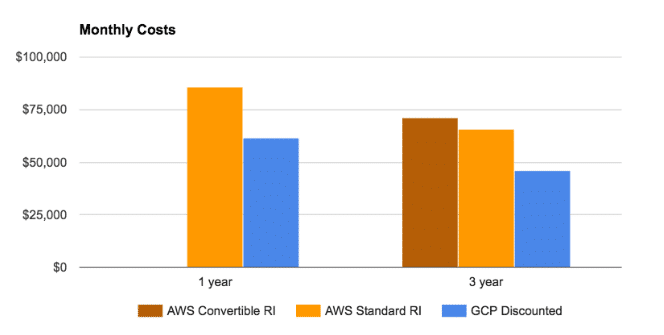 Monthly Costs
$100,000
$75,000
$50,000
$25,000
$0
1 year
3 year
AWS Convertible RI
AWS Standard RI
GCP Discounted